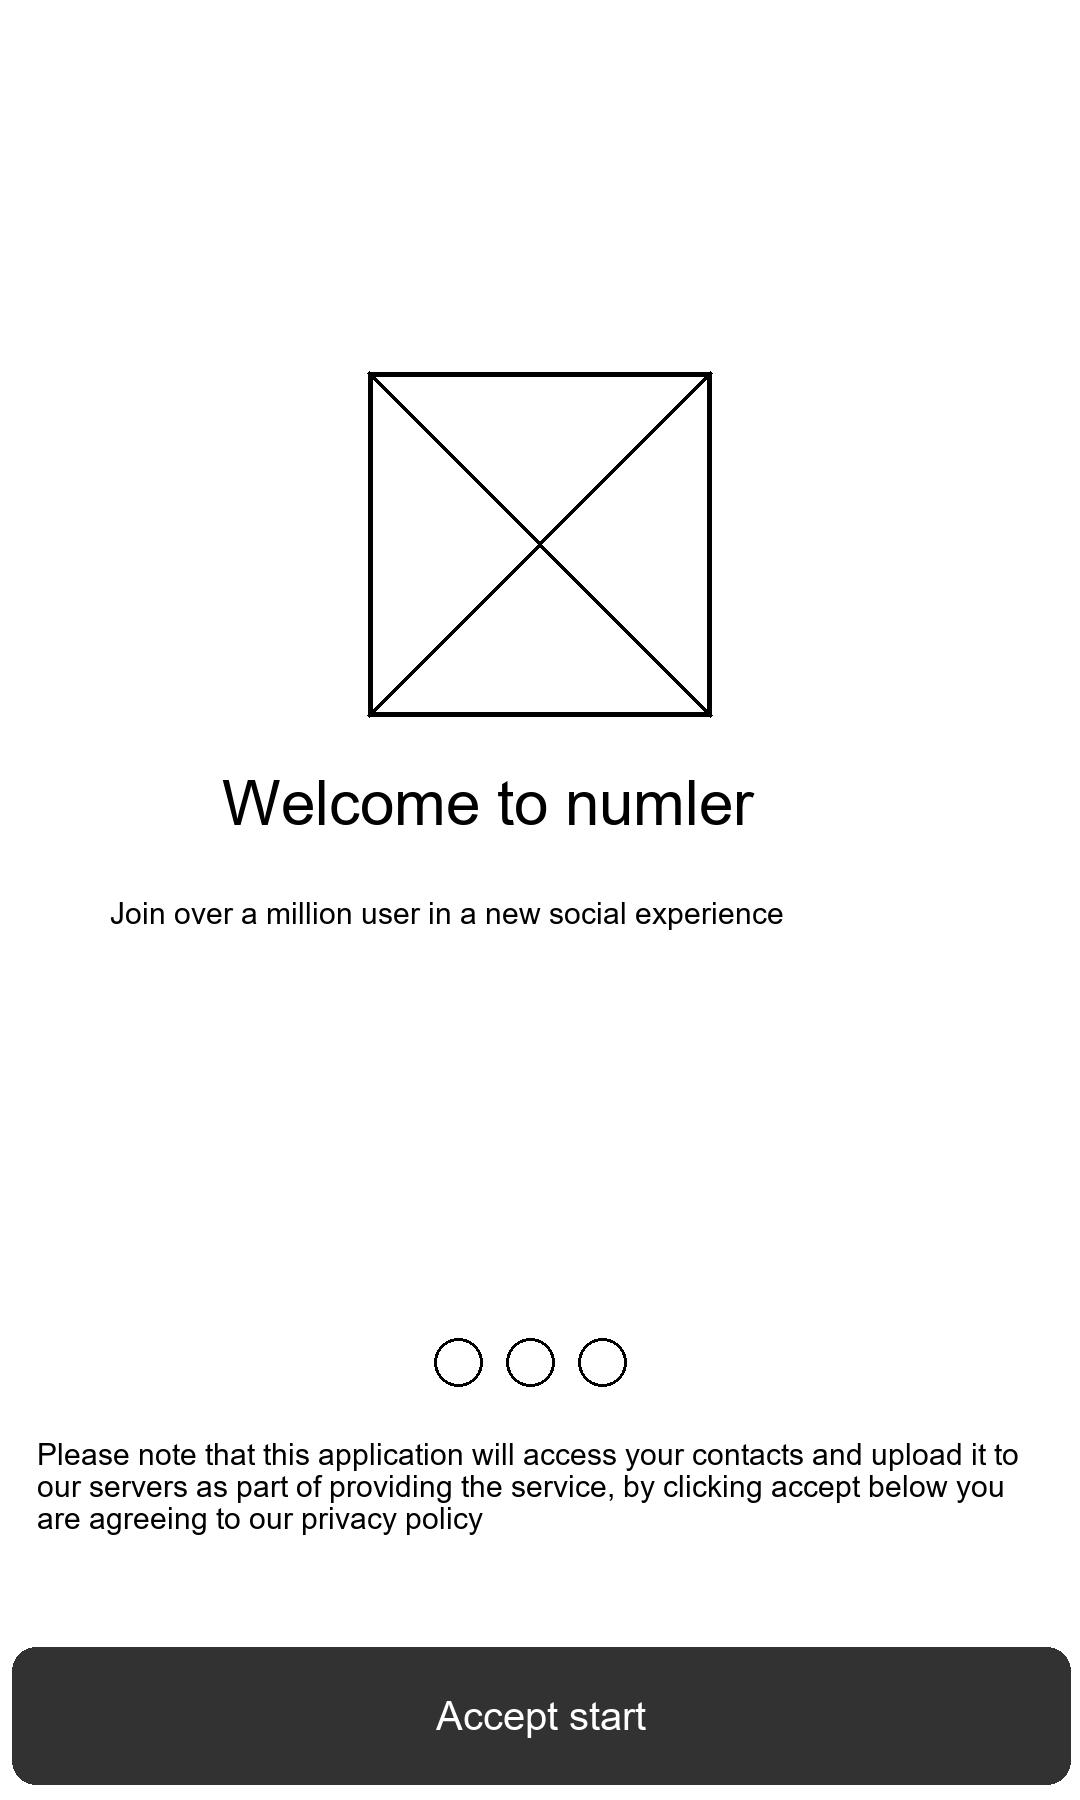 Welcome to numler
Join over a million user in a new social experience
Please note that this application will access your contacts and upload it to
our servers as part of providing the service, by clicking accept below you
are agreeing to our privacy policy
Accept start